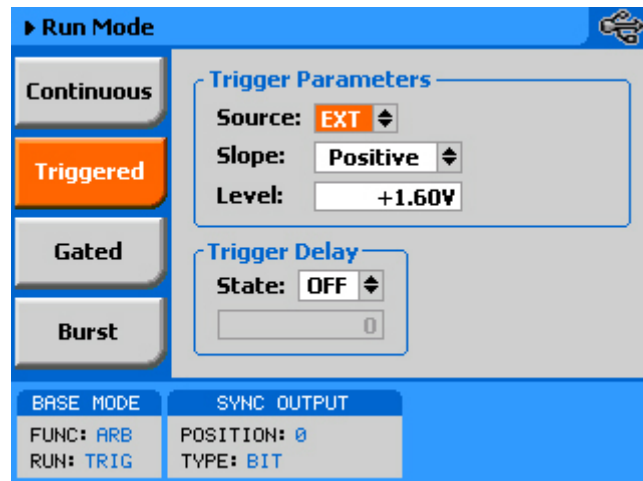 Run Mode
Continuous
Triggered
Gated
Burst
Trigger Parameters
Source: EXT
Slope: Positive
Level: +1.60V
Trigger Delay
State: OFF
0
BASE MODE
FUNC: ARB
RUN: TRIG
SYNC OUTPUT
POSITION: 0
TYPE: BIT